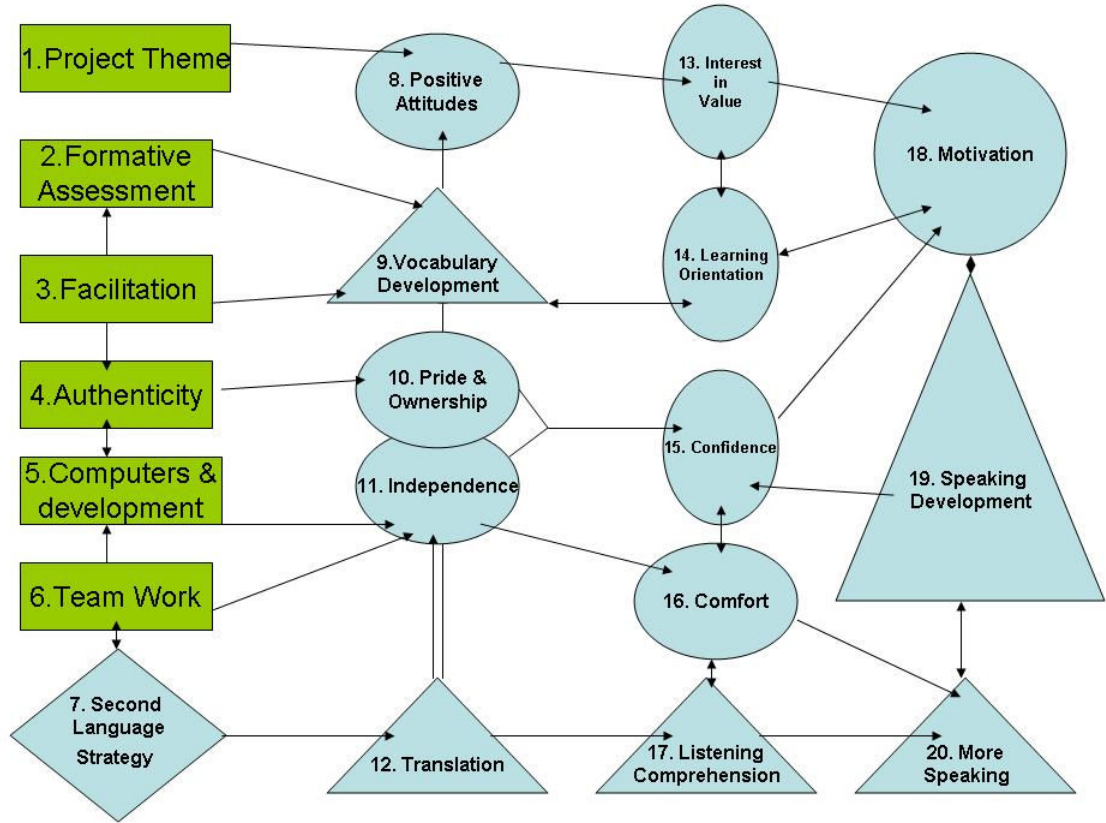 1.Project Theme
2.Formative
Assessment
3.Facilitation
4.Authenticity
5.Computers &
development
6.Team Work
7. Second
Language
Strategy
8. Positive
Attitudes
9.Vocabulary
Development
10. Pride &
Ownership
11. Independence
12. Translation
13. Interest
in
Value
14. Learning
Orientation
15. Confidence
16. Comfort
17. Listening
Comprehension
18. Motivation
19. Speaking
Development
20. More
Speaking